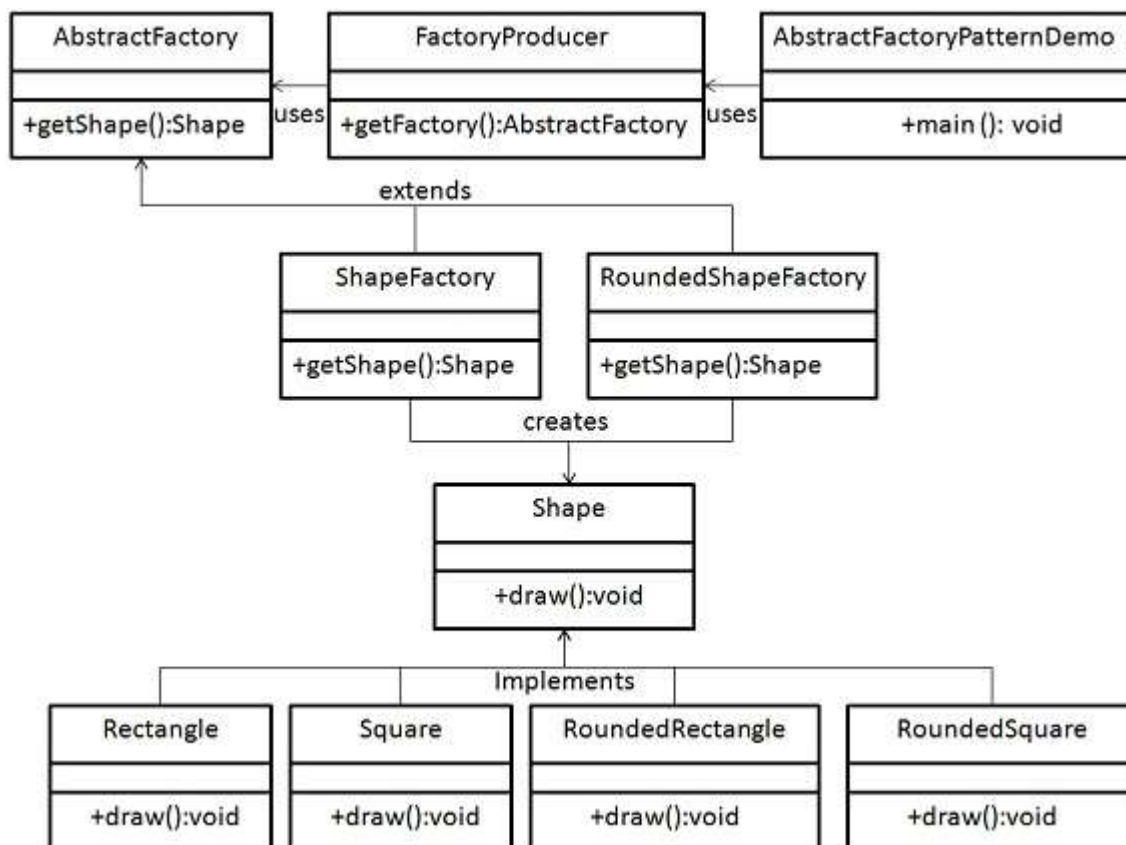 AbstractFactory
FactoryProducer
AbstractFactoryPatternDemo
+getShape():Shape
uses
+getFactory():AbstractFactory
uses
+main (): void
extends
ShapeFactory
RoundedShapeFactory
+getShape():Shape
+getShape():Shape
creates
Shape
+draw():void
Implements
Rectangle
Square
RoundedRectangle
RoundedSquare
+draw():void
+draw():void
+draw():void
+draw():void